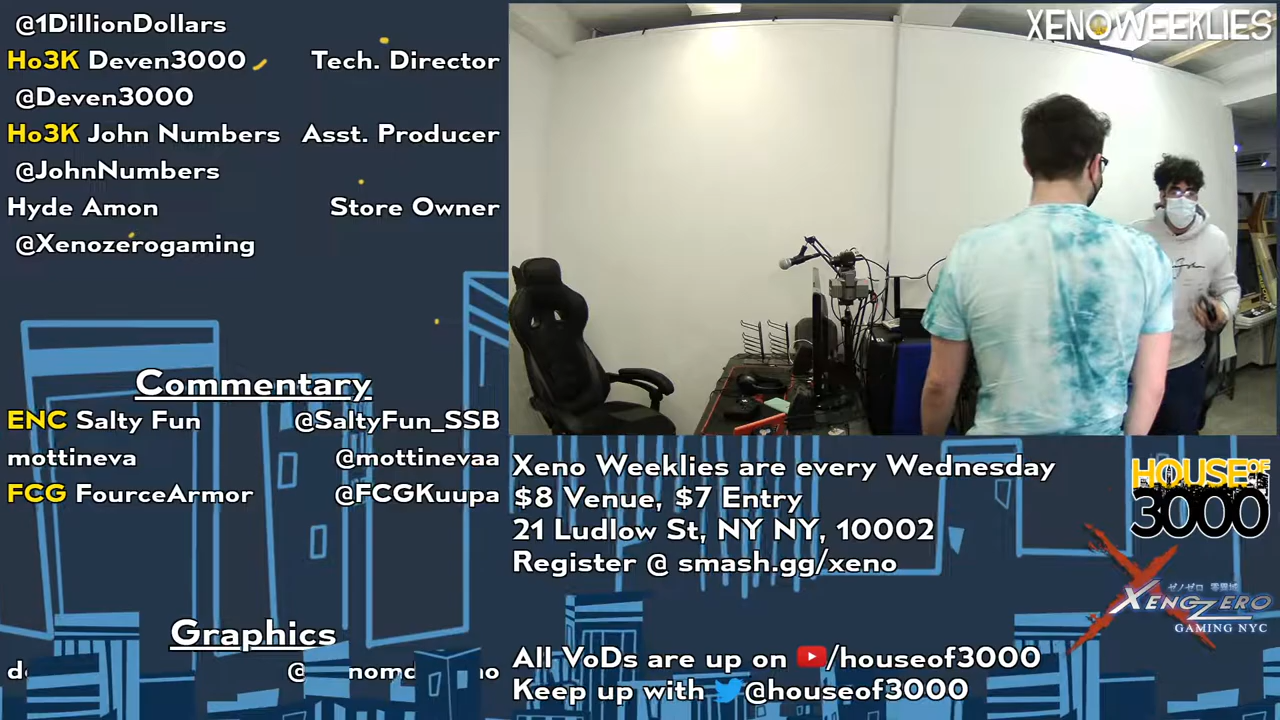 @1DillionDollars
Ho3K Deven3000 Tech. Director
@Deven3000
Ho3K John Numbers Asst. Producer
@JohnNumbers
Hyde Amon Store Owner
@Xenozerogaming
Commentary
ENC Salty Fun @SaltyFun_SSB
mottineva @mottinevaa
FCG FourceArmor @FCGKuupa
Graphics
XENOWEEKLIES
Xeno Weeklies are every Wednesday
$8 Venue, $7 Entry
21 Ludlow St, NY NY, 10002
Register @ smash.gg/xeno
HOUSE OF
3000
XENOZERO
GAMING NYC
All VoDs are up on /houseof3000
Keep up with @houseof3000